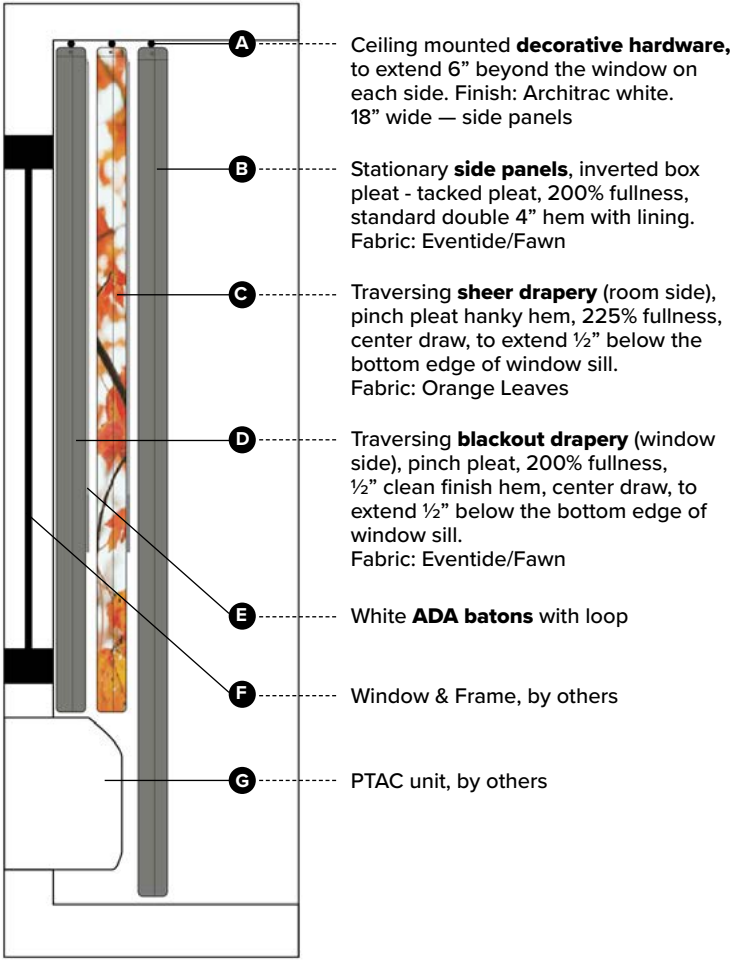 A
Ceiling mounted decorative hardware,
to extend 6” beyond the window on
each side. Finish: Architrac white.
18” wide — side panels
B
Stationary side panels, inverted box
pleat - tacked pleat, 200% fullness,
standard double 4” hem with lining.
Fabric: Eventide/Fawn
C
Traversing sheer drapery (room side),
pinch pleat hanky hem, 225% fullness,
center draw, to extend ½” below the
bottom edge of window sill.
Fabric: Orange Leaves
D
Traversing blackout drapery (window
side), pinch pleat, 200% fullness,
½” clean finish hem, center draw, to
extend ½” below the bottom edge of
window sill.
Fabric: Eventide/Fawn
E
White ADA batons with loop
F
Window & Frame, by others
G
PTAC unit, by others